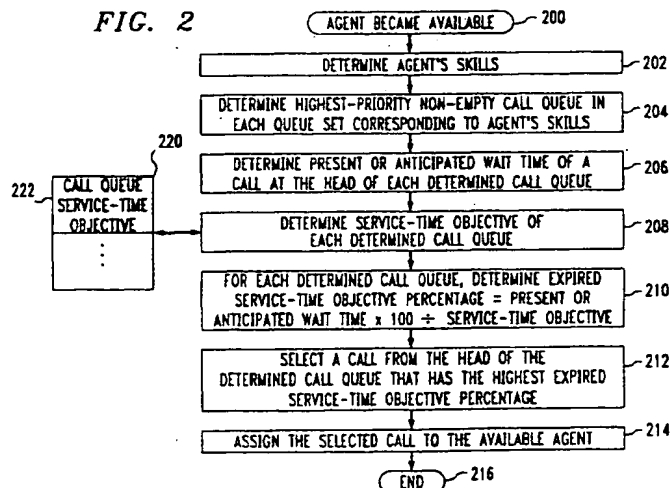 FIG. 2
AGENT BECAME AVAILABLE
200
DETERMINE AGENT'S SKILLS
202
DETERMINE HIGHEST-PRIORITY NON-EMPTY CALL QUEUE IN
EACH QUEUE SET CORRESPONDING TO AGENT'S SKILLS
204
DETERMINE PRESENT OR ANTICIPATED WAIT TIME OF A
CALL AT THE HEAD OF EACH DETERMINED CALL QUEUE
206
220
222
CALL QUEUE
SERVICE-TIME
OBJECTIVE
DETERMINE SERVICE-TIME OBJECTIVE OF
EACH DETERMINED CALL QUEUE
208
FOR EACH DETERMINED CALL QUEUE, DETERMINE EXPIRED
SERVICE-TIME OBJECTIVE PERCENTAGE = PRESENT OR
ANTICIPATED WAIT TIME x 100 ÷ SERVICE-TIME OBJECTIVE
210
SELECT A CALL FROM THE HEAD OF THE
DETERMINED CALL QUEUE THAT HAS THE HIGHEST EXPIRED
SERVICE-TIME OBJECTIVE PERCENTAGE
212
ASSIGN THE SELECTED CALL TO THE AVAILABLE AGENT
214
END
216